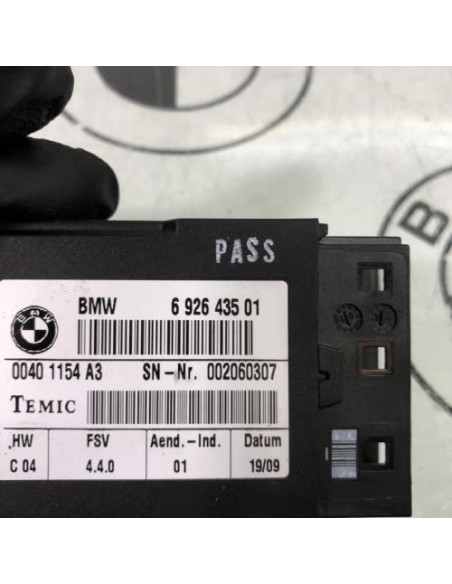 PASS
BMW 6 926 435 01
BMW
0040 1154 A3 SN-Nr. 002060307
TEMIC
HW FSV Aend.-Ind. Datum
C 04 4.4.0 01 19/09
B